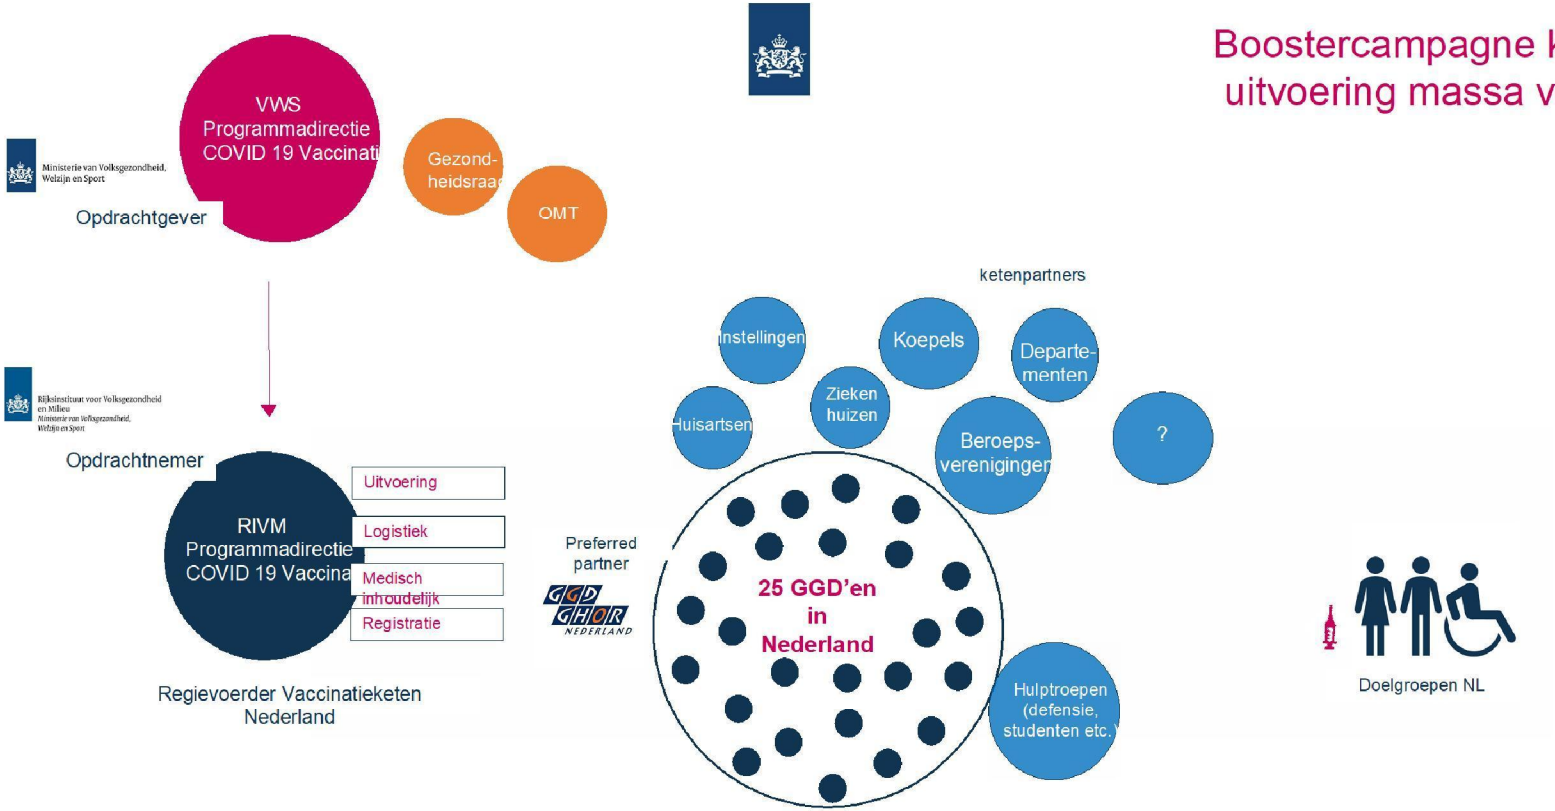 Boostercampagne
uitvoering massa v
VWS
Programmadirectie
COVID 19 Vaccinati
Ministerie van Volksgezondheid,
Welzijn en Sport
Opdrachtgever
Gezond-
heidsraad
OMT
ketenpartners
Instellingen
Koepels
Departe-
menten
Huisartsen
Zieken
huizen
Beroeps-
verenigingen
?
Rijksinstituut voor Volksgezondheid
en Milieu
Ministerie van Volksgezondheid,
Welzijn en Sport
Opdrachtnemer
RIVM
Programmadirectie
COVID 19 Vaccina
Uitvoering
Logistiek
Medisch
inhoudelijk
Registratie
Regievoerder Vaccinatieketen
Nederland
Preferred
partner
GGD
GHOR
NEDERLAND
25 GGD'en
in
Nederland
Hulptroepen
(defensie,
studenten etc.)
Doelgroepen NL